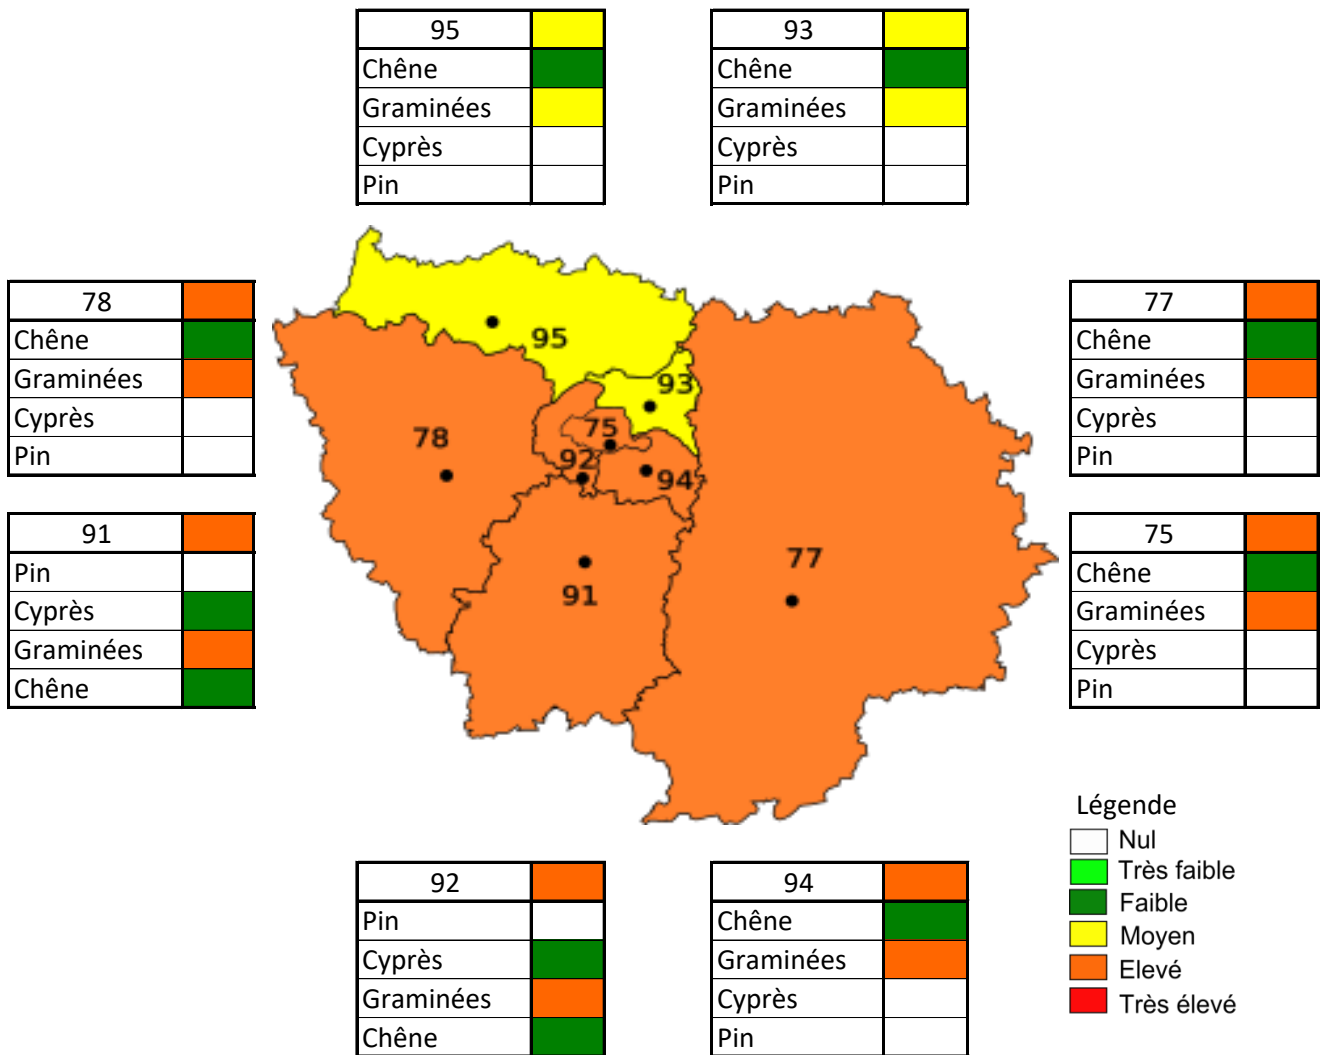 95
Chêne
Graminées
Cyprès
Pin
93
Chêne
Graminées
Cyprès
Pin
78
Chêne
Graminées
Cyprès
Pin
91
Pin
Cyprès
Graminées
Chêne
95
93
75
78
92
94
77
91
77
Chêne
Graminées
Cyprès
Pin
75
Chêne
Graminées
Cyprès
Pin
92
Pin
Cyprès
Graminées
Chêne
94
Chêne
Graminées
Cyprès
Pin
Légende
Nul
Très faible
Faible
Moyen
Elevé
Très élevé